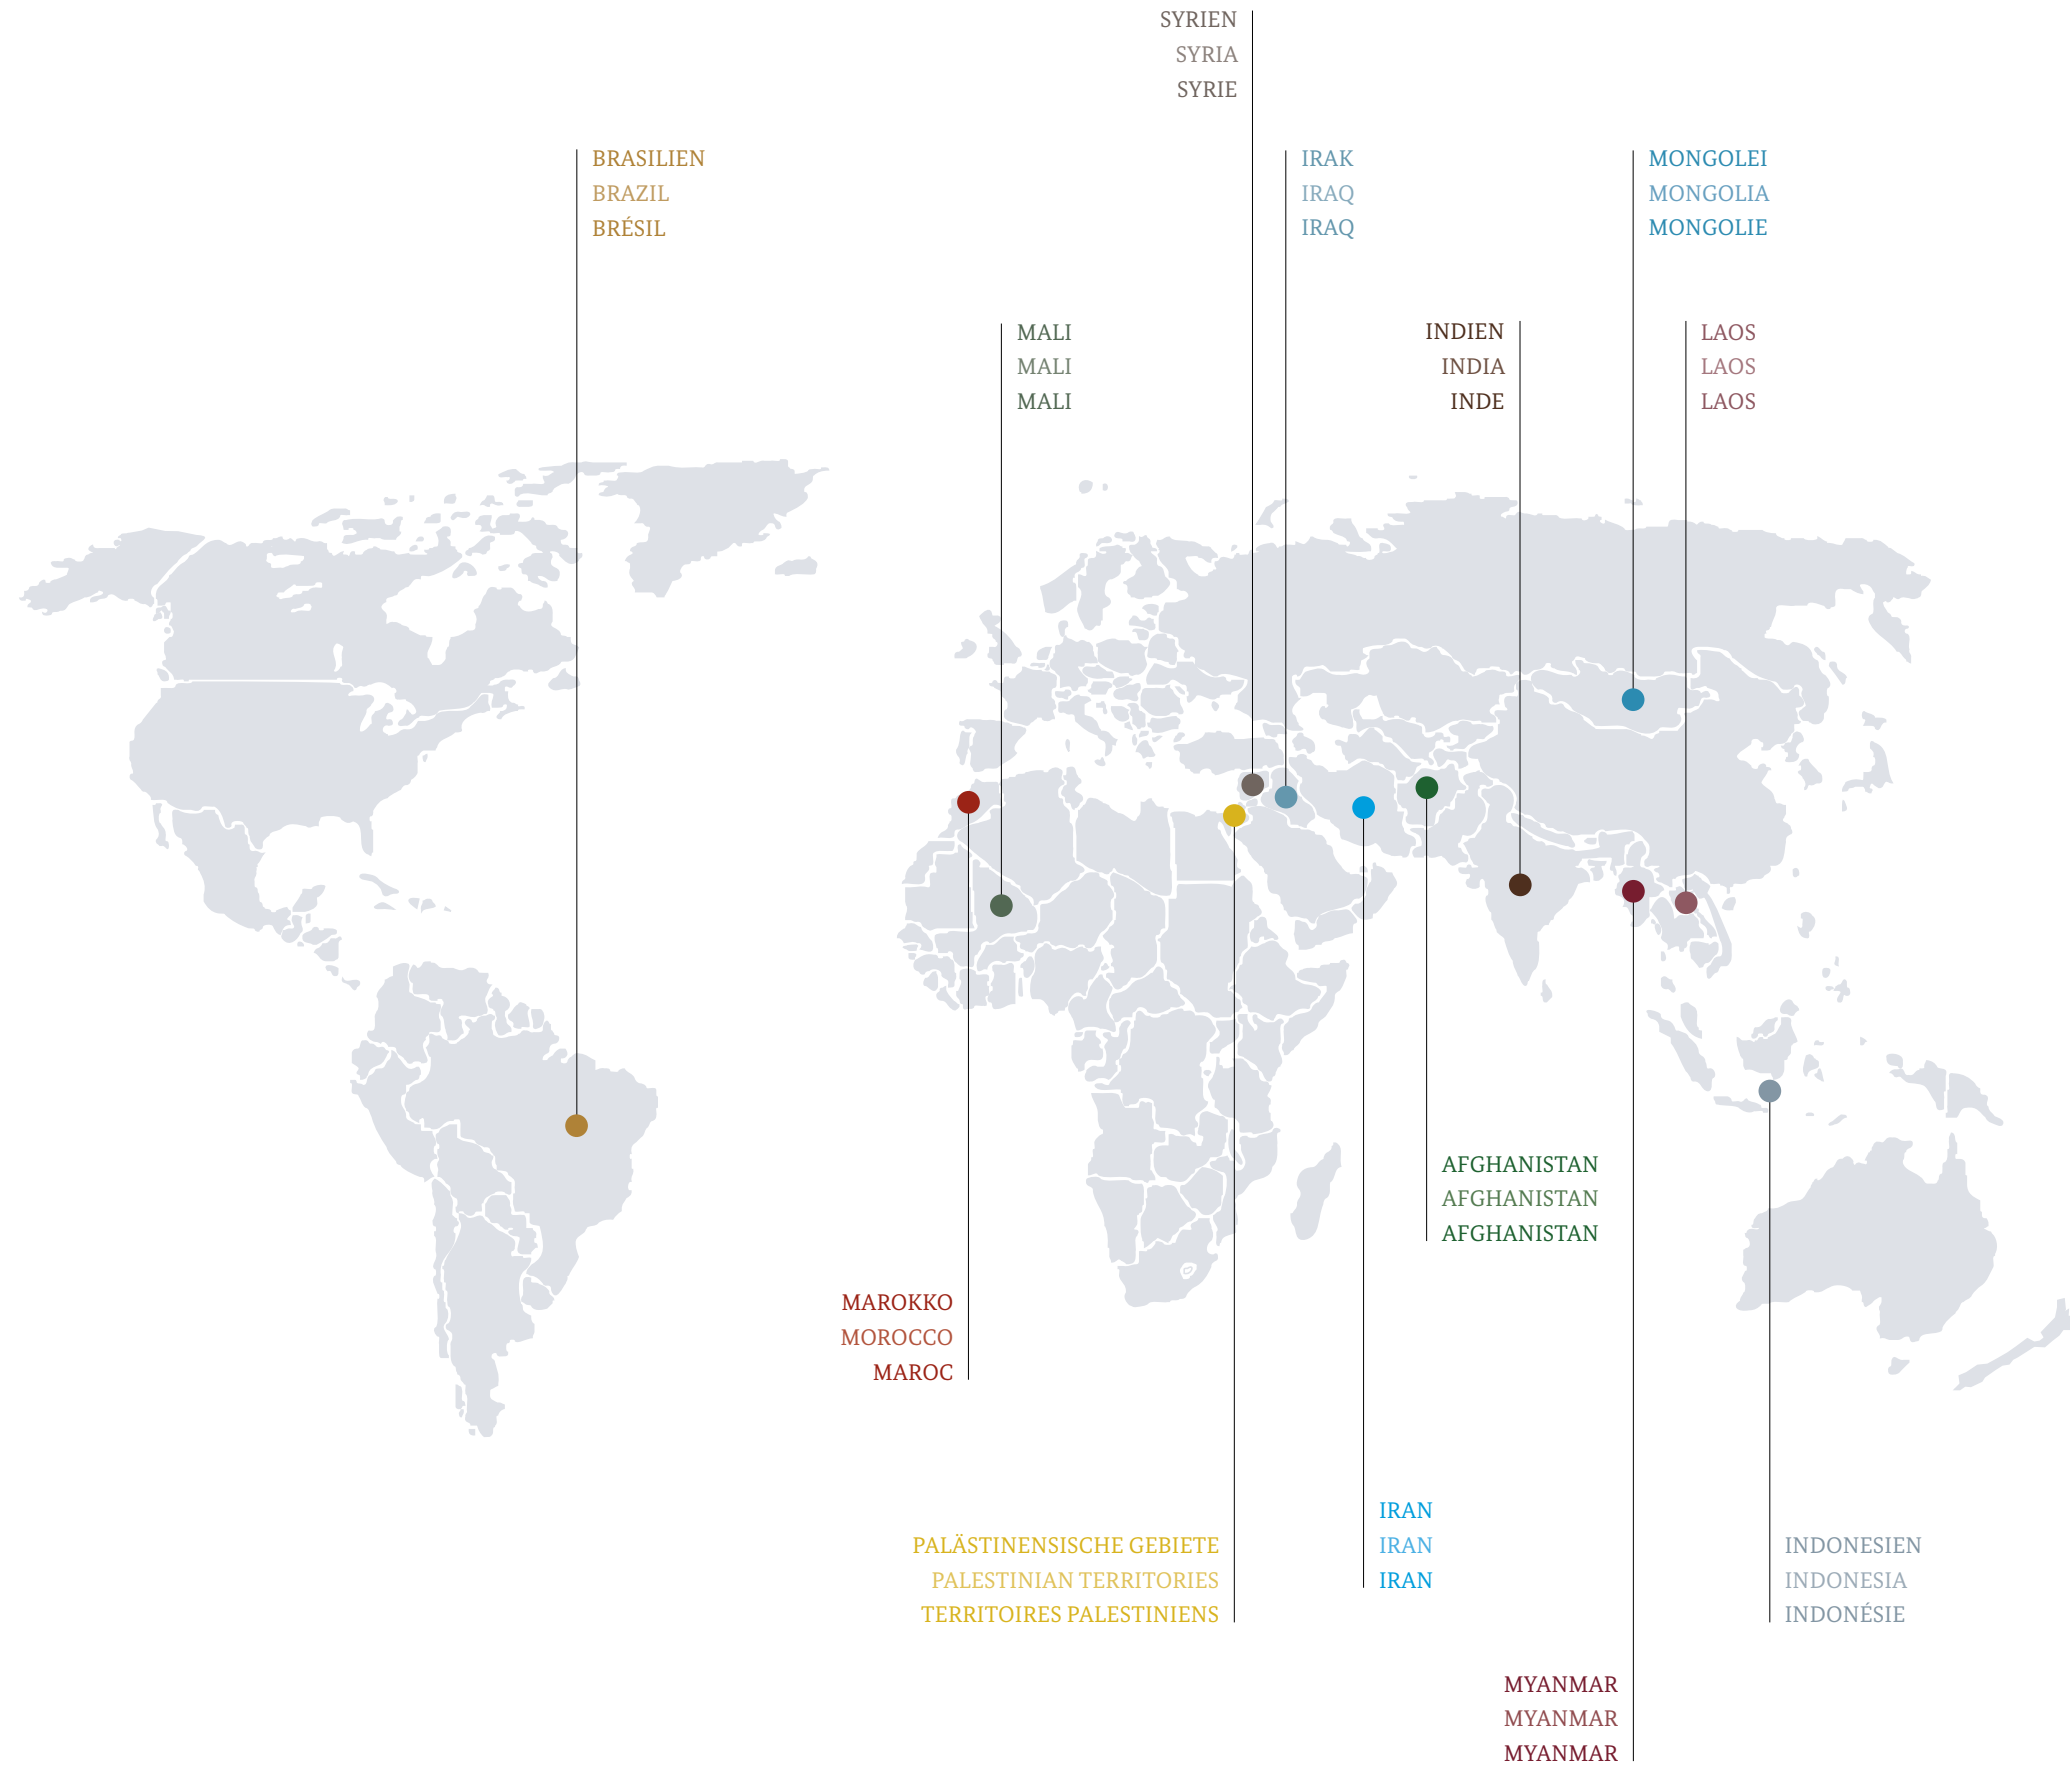 SYRIEN
SYRIA
SYRIE
BRASILIEN
BRAZIL
BRÉSIL
IRAK
IRAQ
IRAQ
MONGOLEI
MONGOLIA
MONGOLIE
MALI
MALI
MALI
INDIEN
INDIA
INDE
LAOS
LAOS
LAOS
AFGHANISTAN
AFGHANISTAN
AFGHANISTAN
MAROKKO
MOROCCO
MAROC
IRAN
IRAN
IRAN
PALÄSTINENSISCHE GEBIETE
PALESTINIAN TERRITORIES
TERRITOIRES PALESTINIENS
INDONESIEN
INDONESIA
INDONÉSIE
MYANMAR
MYANMAR
MYANMAR